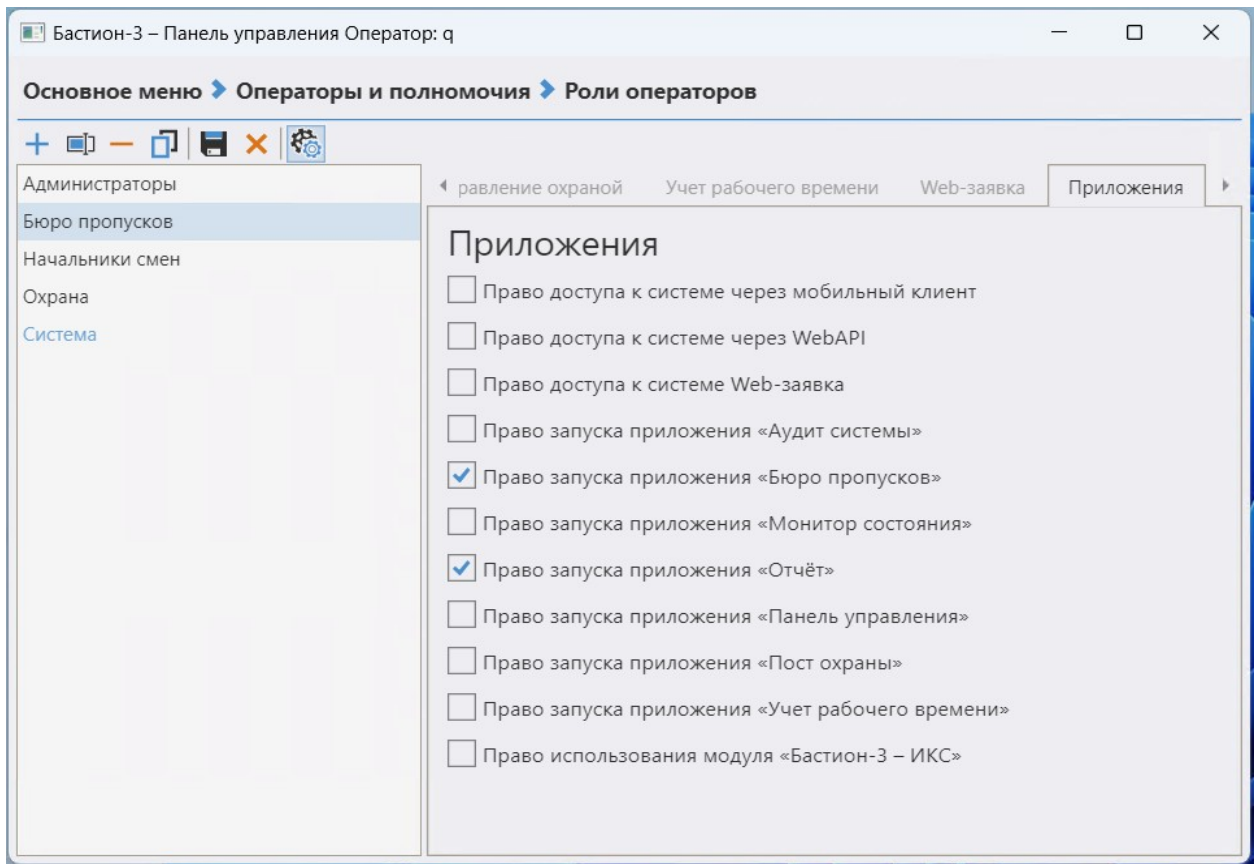 Бастион-3 – Панель управления Оператор: q
Основное меню Операторы и полномочия Роли операторов
Администраторы
Бюро пропусков
Начальники смен
Охрана
Система
равление охраной Учет рабочего времени Web-заявка Приложения
Приложения
Право доступа к системе через мобильный клиент
Право доступа к системе через WebAPI
Право доступа к системе Web-заявка
Право запуска приложения «Аудит системы»
Право запуска приложения «Бюро пропусков»
Право запуска приложения «Монитор состояния»
Право запуска приложения «Отчёт»
Право запуска приложения «Панель управления»
Право запуска приложения «Пост охраны»
Право запуска приложения «Учет рабочего времени»
Право использования модуля «Бастион-3 – ИКС»